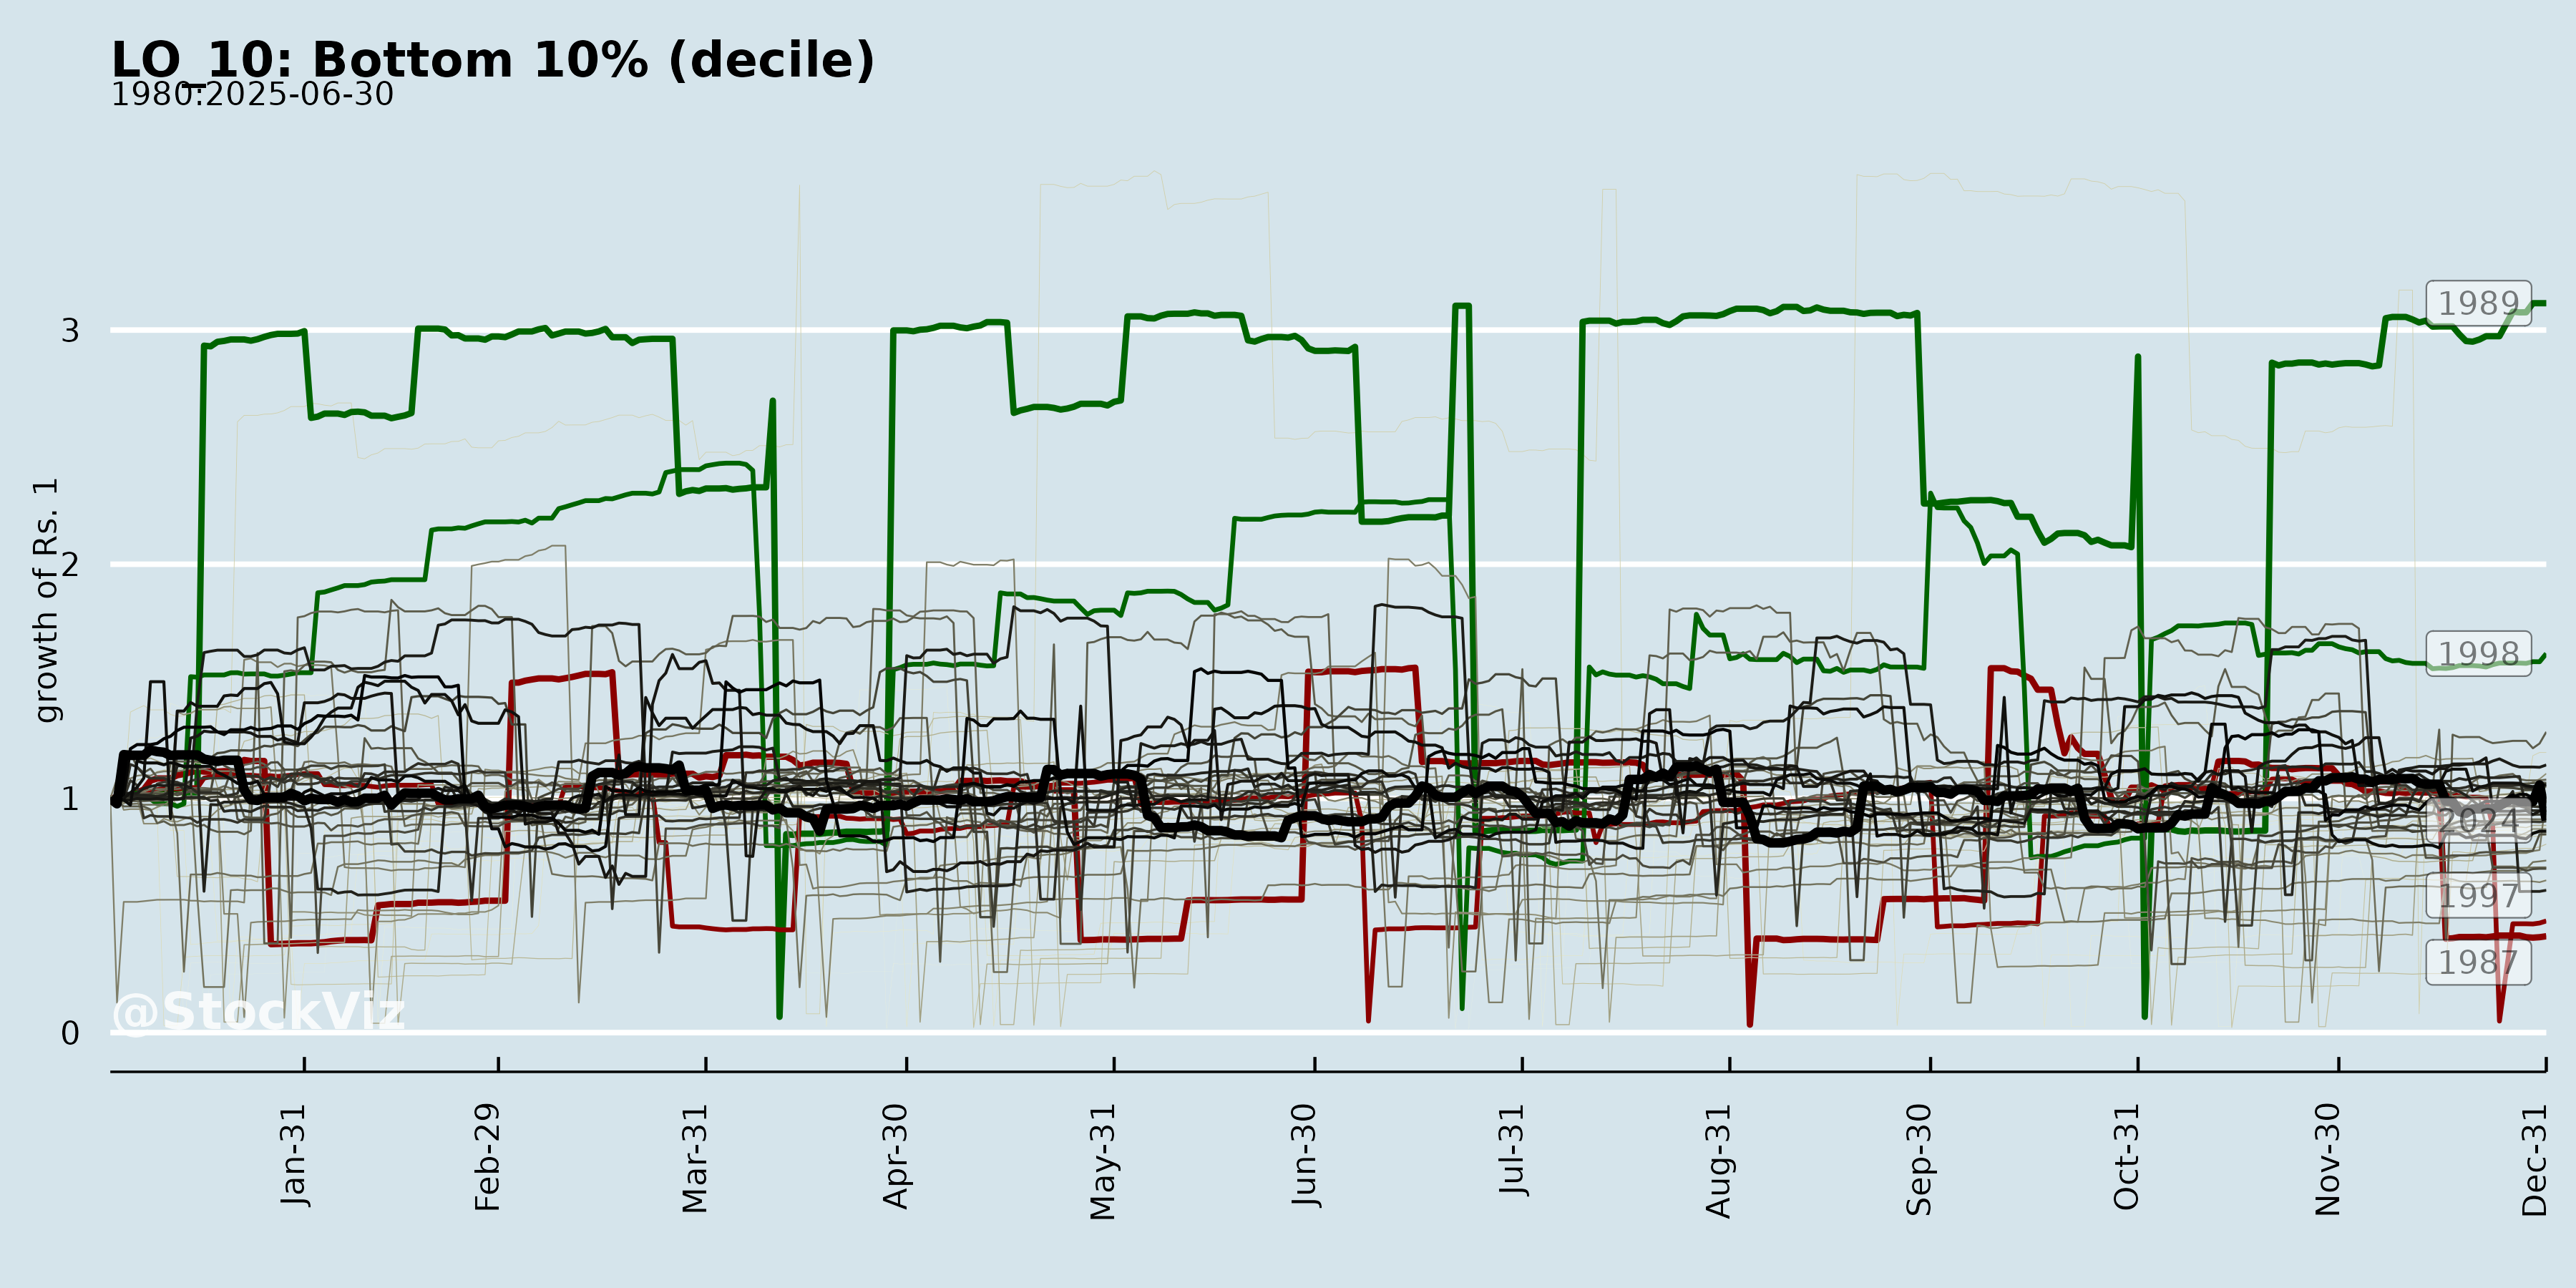 LO_10: Bottom 10% (decile)
1980:2025-06-30
growth of Rs. 1
3
2
1
0
1989
1998
2024
1997
1987
@StockViz
Jan-31
Feb-29
Mar-31
Apr-30
May-31
Jun-30
Jul-31
Aug-31
Sep-30
Oct-31
Nov-30
Dec-31